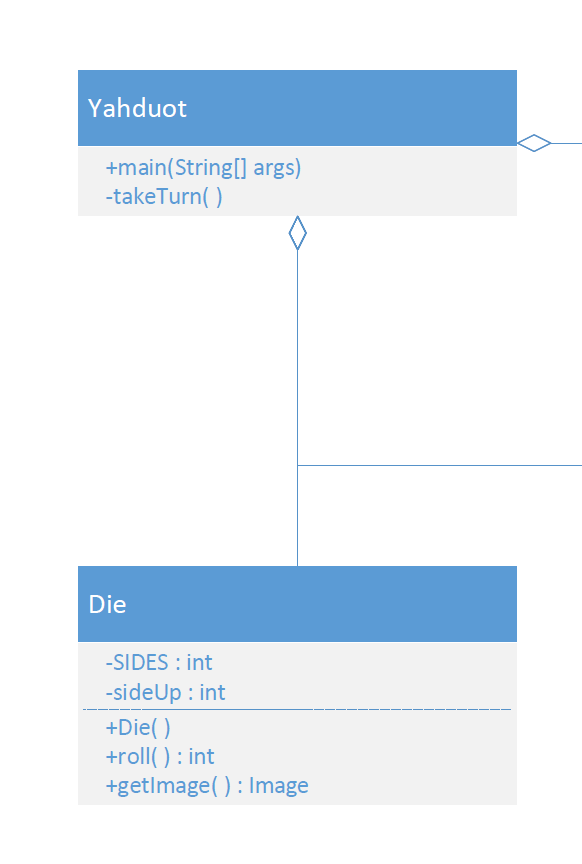 Yahduot
+main(String[] args)
-takeTurn( )
Die
-SIDES : int
-sideUp : int
+Die( )
+roll( ) : int
+getImage( ) : Image